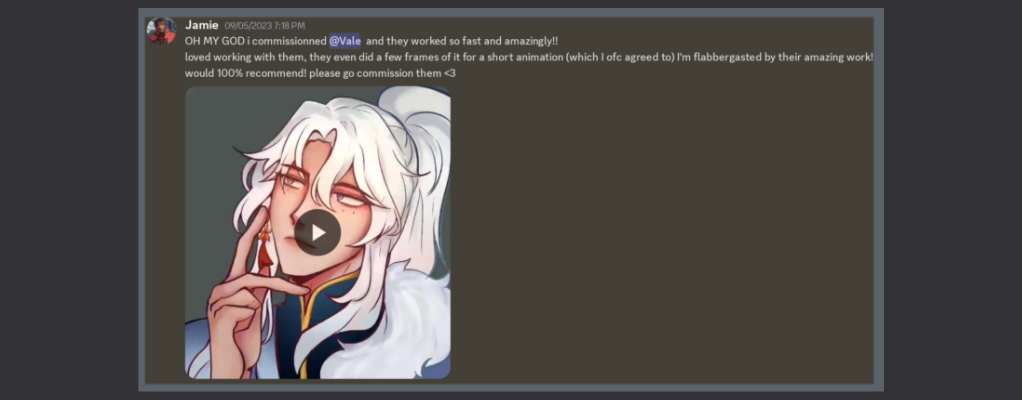 Jamie 09/05/2023 7:18 PM
OH MY GOD i commissionned @Vale and they worked so fast and amazingly!!
loved working with them, they even did a few frames of it for a short animation (which I ofc agreed to) I'm flabbergasted by their amazing work!
would 100% recommend! please go commission them <3